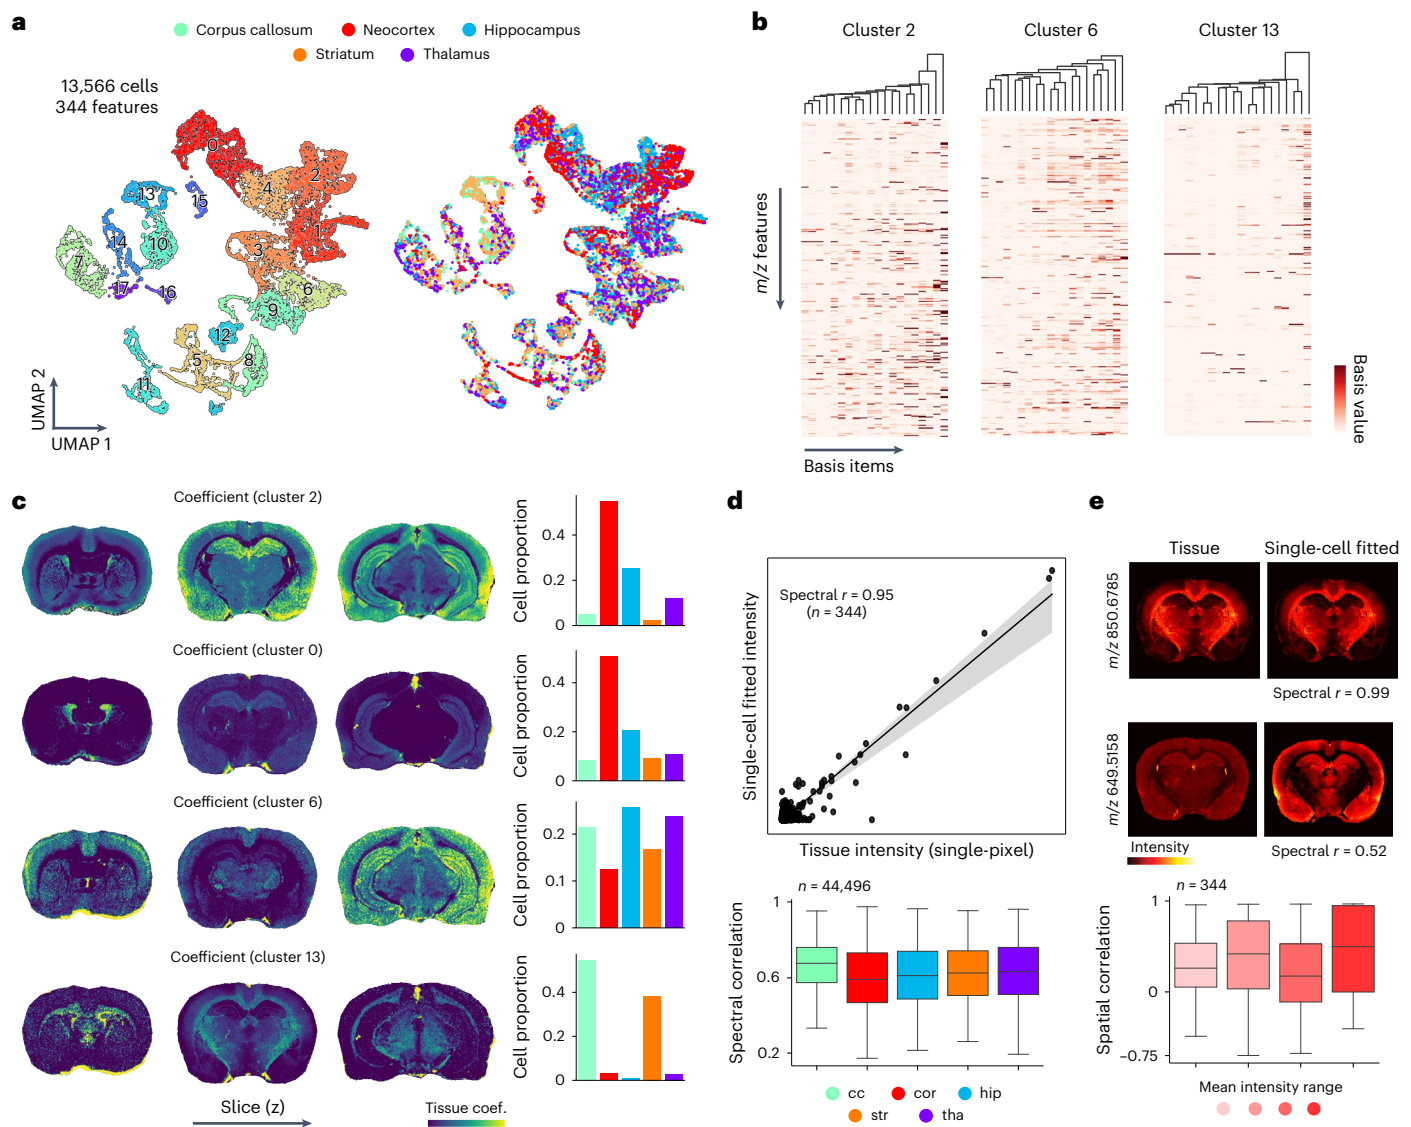 a
Corpus callosum
Neocortex
Hippocampus
Striatum
Thalamus
13,566 cells
344 features
0
4
2
13
15
1
14
10
3
7
17
16
6
9
12
5
8
11
UMAP 2
UMAP 1
b
Cluster 2
Cluster 6
Cluster 13
m/z features
Basis items
Basis value
c
Coefficient (cluster 2)
Cell proportion
0.4
0.2
0
Coefficient (cluster 0)
Cell proportion
0.4
0.2
0
Coefficient (cluster 6)
Cell proportion
0.2
0.1
0
Coefficient (cluster 13)
Cell proportion
0.4
0.2
0
Slice (z)
Tissue coef.
d
Spectral r = 0.95
(n = 344)
Single-cell fitted intensity
Tissue intensity (single-pixel)
n = 44,496
Spectral correlation
1
0.6
0.2
cc
cor
hip
str
tha
e
Tissue
Single-cell fitted
m/z 850.6785
Spectral r = 0.99
m/z 649.5158
Intensity
Spectral r = 0.52
n = 344
Spatial correlation
1
0
–0.75
Mean intensity range